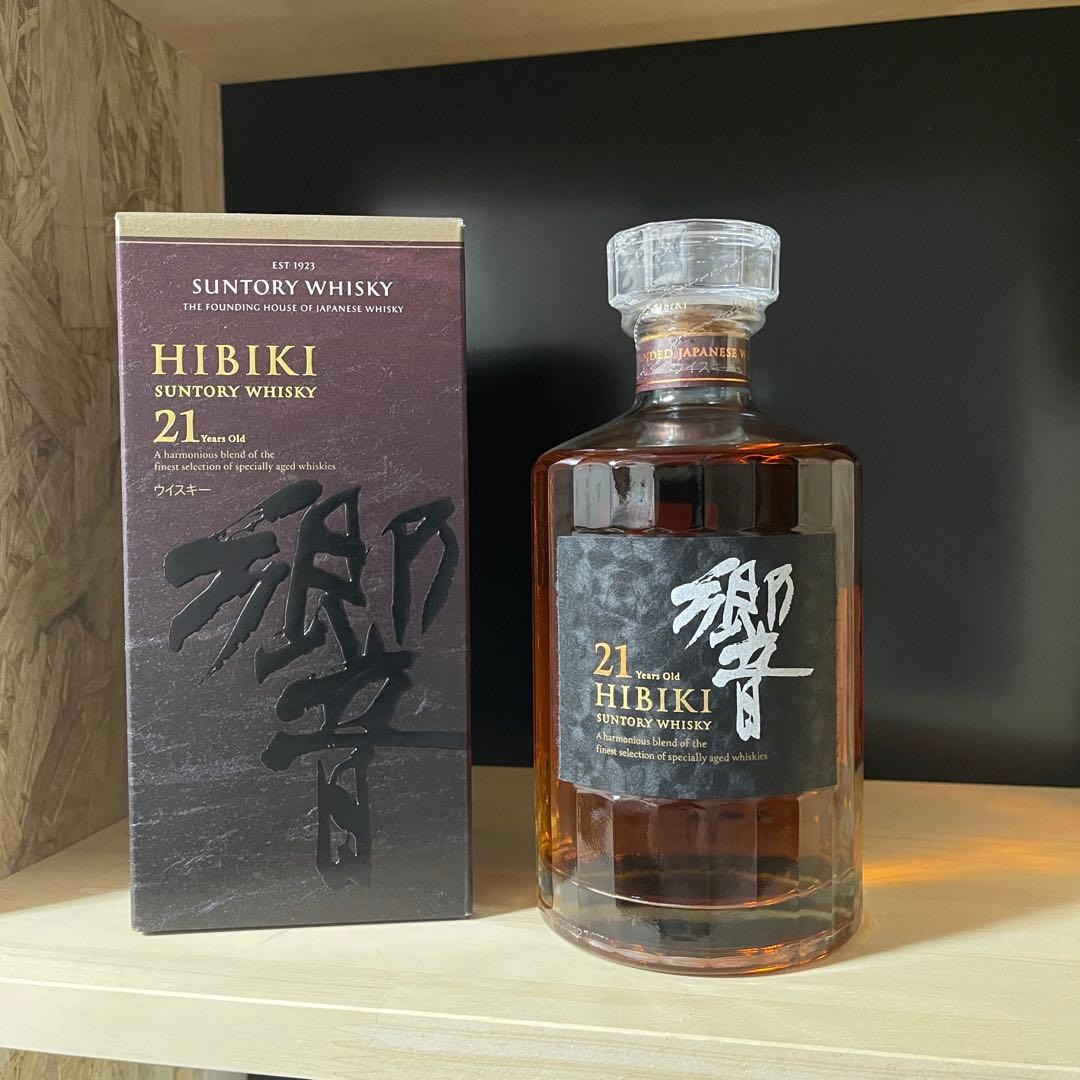 EST 1923
SUNTORY WHISKY
THE FOUNDING HOUSE OF JAPANESE WHISKY
HIBIKI
SUNTORY WHISKY
21 Years Old
A harmonious blend of the
finest selection of specially aged whiskies
ウイスキー
響
HIBIKI
JAPANESE
ウイスキー
響
21 Years Old
HIBIKI
SUNTORY WHISKY
A harmonious blend of the
finest selection of specially aged whiskies